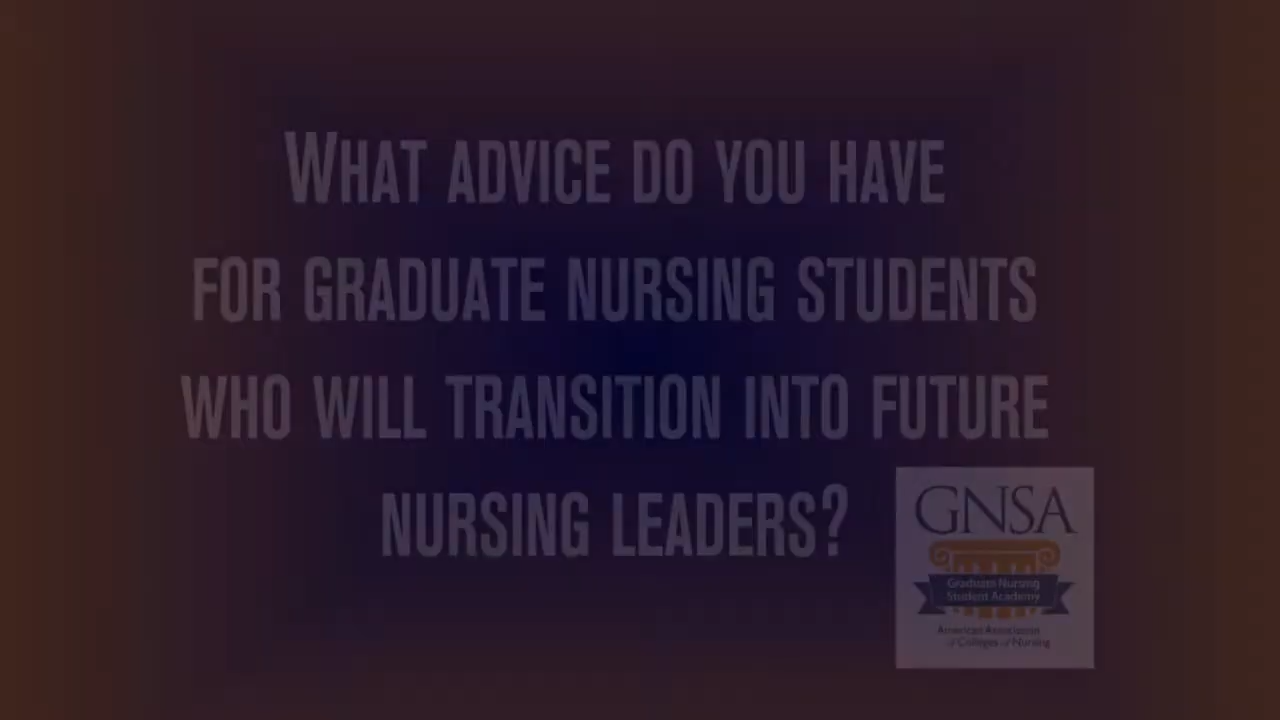 WHAT ADVICE DO YOU HAVE
FOR GRADUATE NURSING STUDENTS
WHO WILL TRANSITION INTO FUTURE
NURSING LEADERS?
GNSA
Graduate Nursing
Student Academy
American Association
of Colleges of Nursing